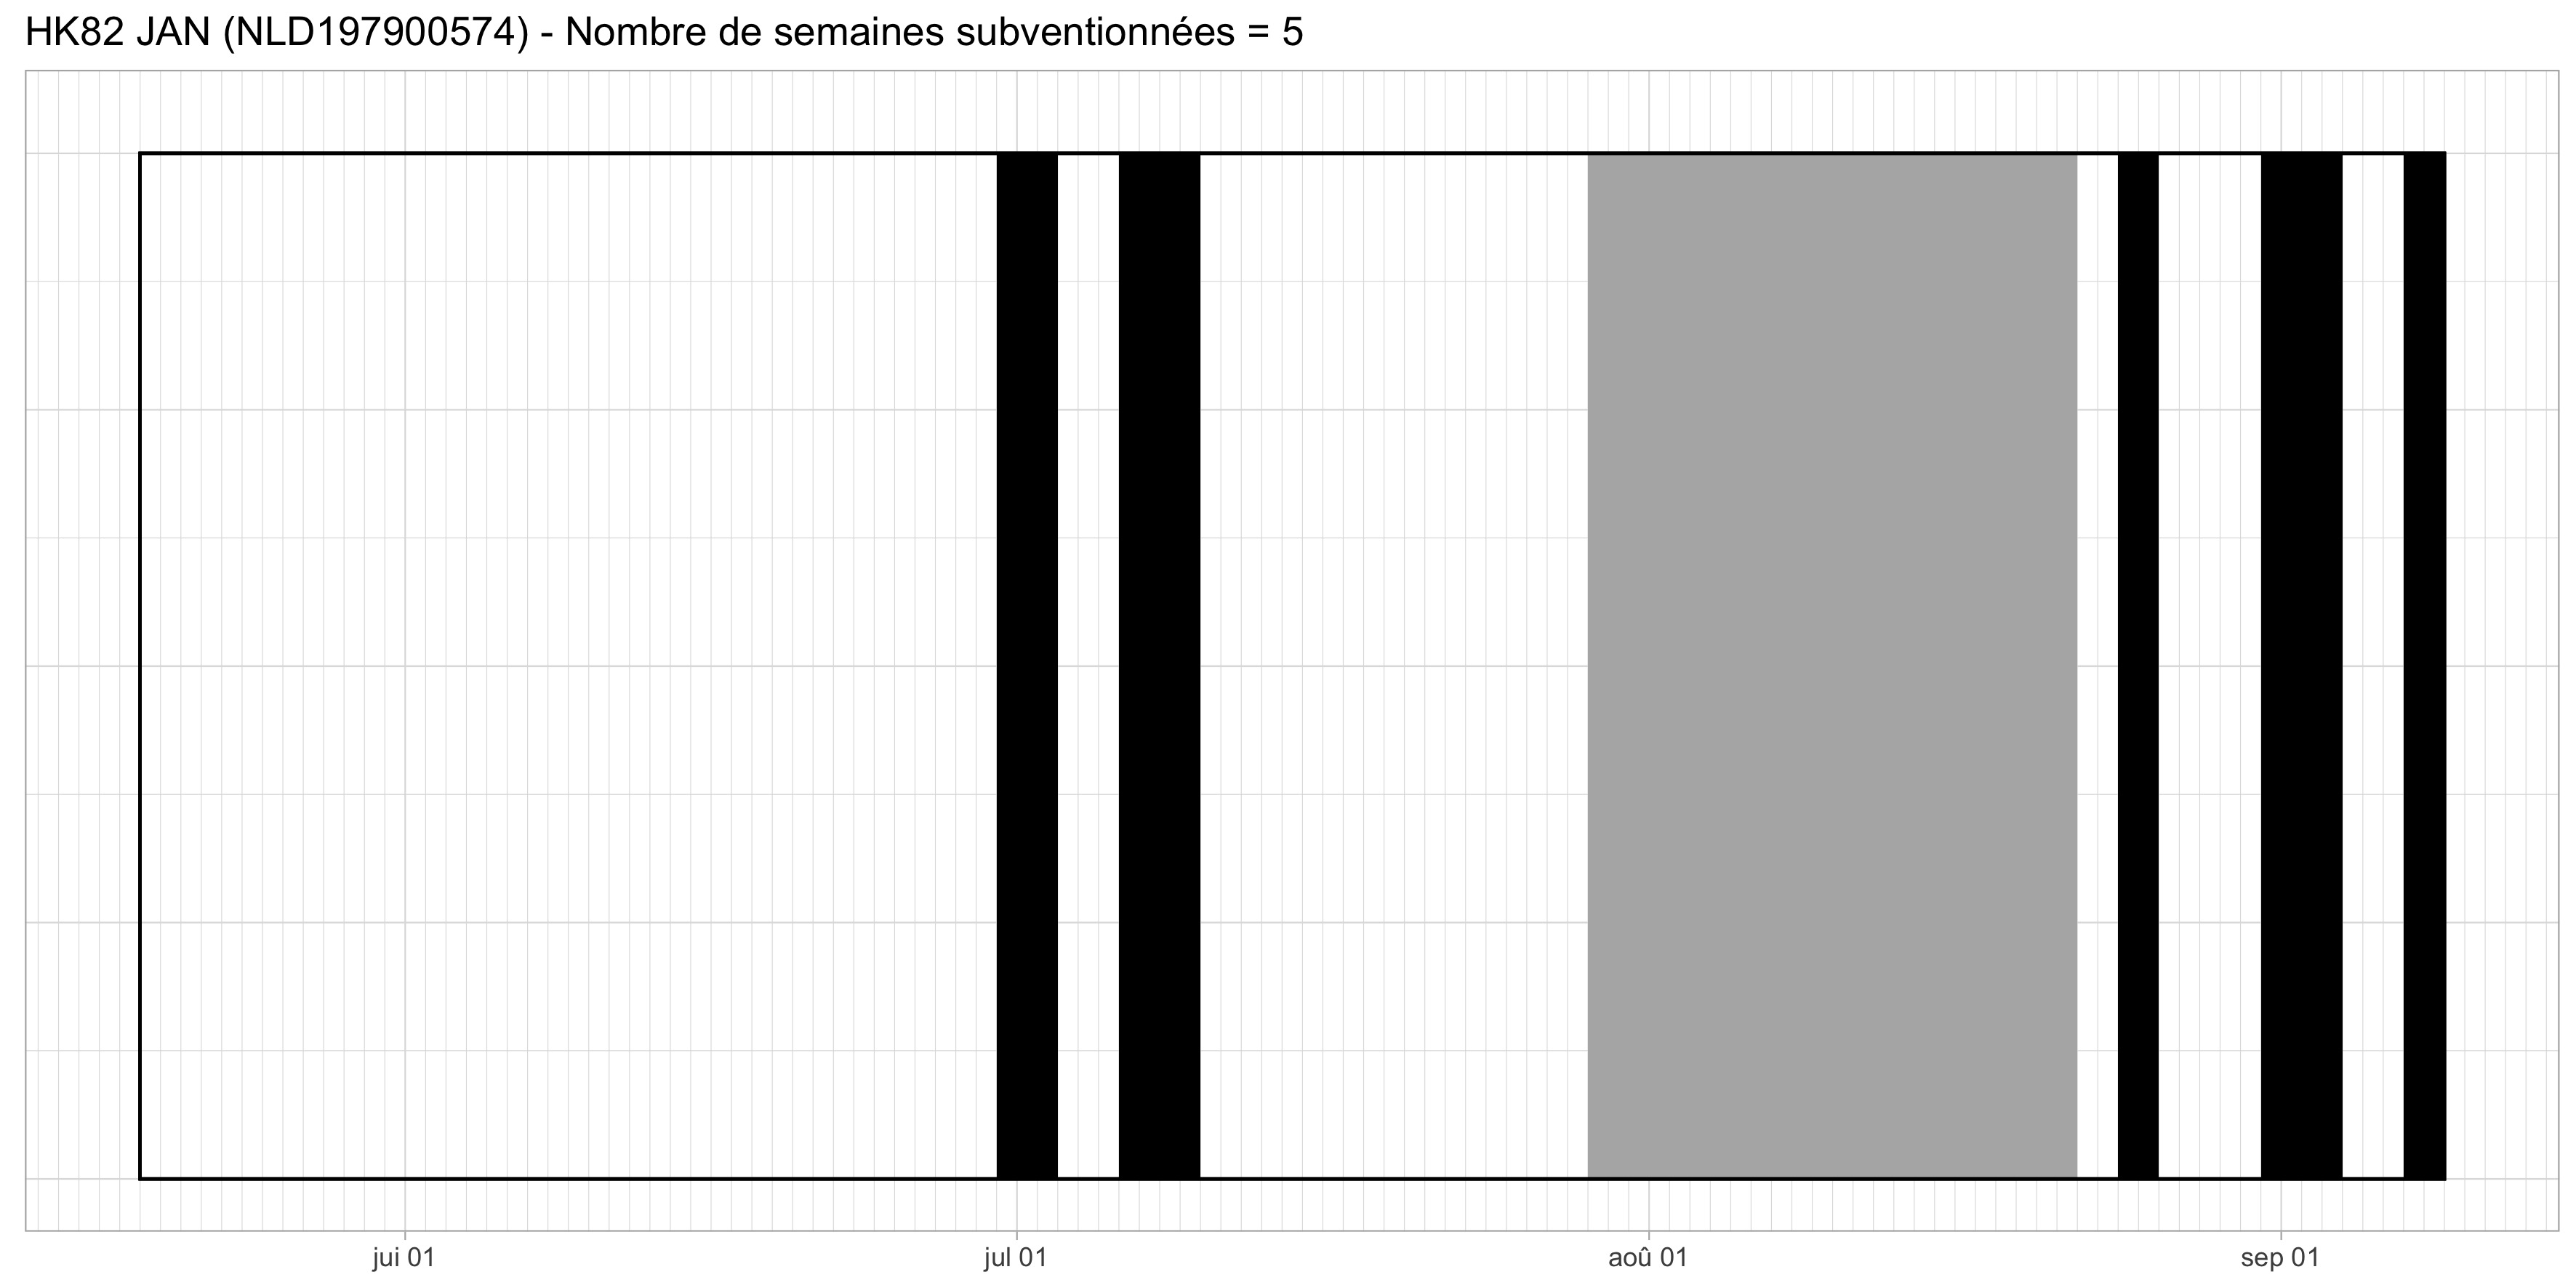 HK82 JAN (NLD197900574) - Nombre de semaines subventionnées = 5
jui 01
jul 01
aoû 01
sep 01